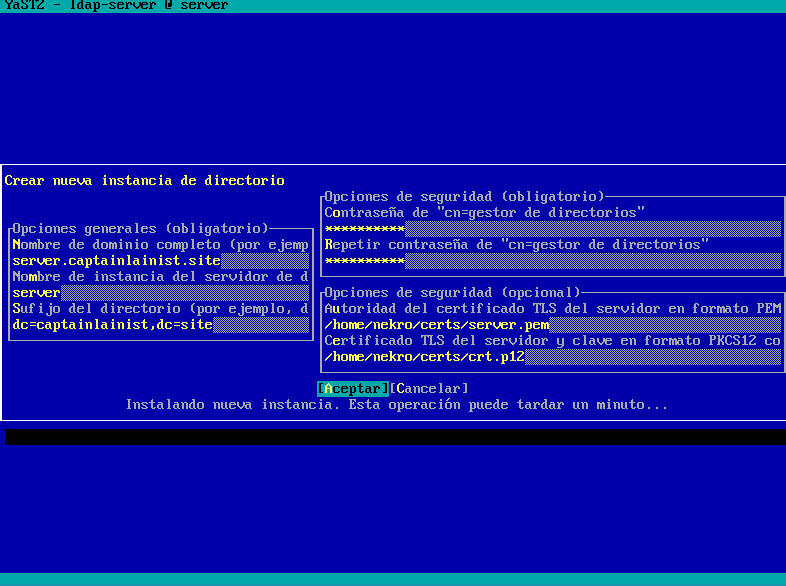 YaST2 - ldap-server @ server
Crear nueva instancia de directorio
Opciones generales (obligatorio)
Nombre de dominio completo (por ejemp
server.captainlainist.site
Nombre de instancia del servidor de d
server
Sufijo del directorio (por ejemplo, d
dc=captainlainist,dc=site
Opciones de seguridad (obligatorio)
Contraseña de "cn=gestor de directorios"
**********
Repetir contraseña de "cn=gestor de directorios"
**********
Opciones de seguridad (opcional)
Autoridad del certificado TLS del servidor en formato PEM
/home/nekro/certs/server.pem
Certificado TLS del servidor y clave en formato PKCS12 co
/home/nekro/certs/crt.p12
[Aceptar][Cancelar]
Instalando nueva instancia. Esta operación puede tardar un minuto...